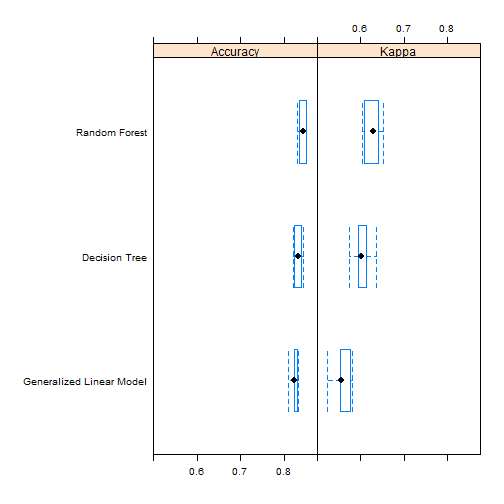 0.6 0.7 0.8
Accuracy Kappa
Random Forest
Decision Tree
Generalized Linear Model
0.6 0.7 0.8